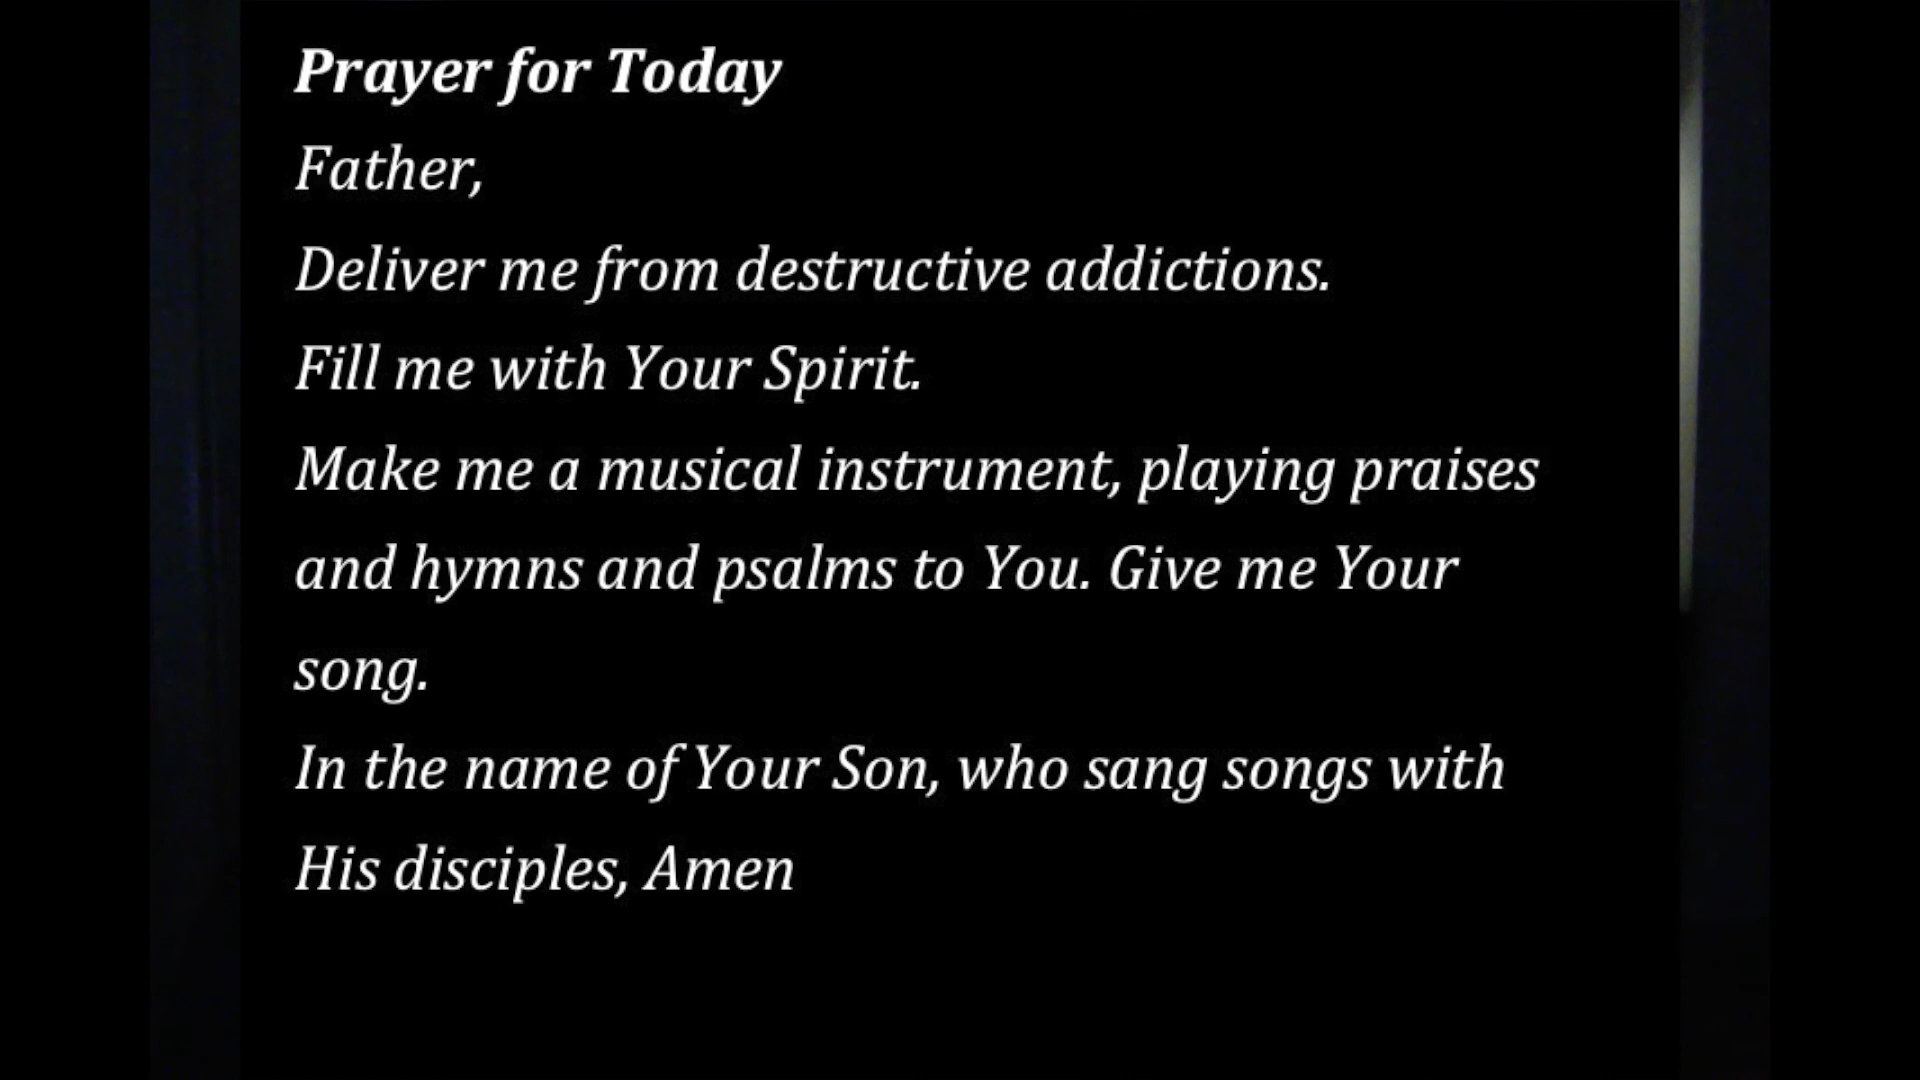 Prayer for Today
Father,
Deliver me from destructive addictions.
Fill me with Your Spirit.
Make me a musical instrument, playing praises
and hymns and psalms to You. Give me Your
song.
In the name of Your Son, who sang songs with
His disciples, Amen